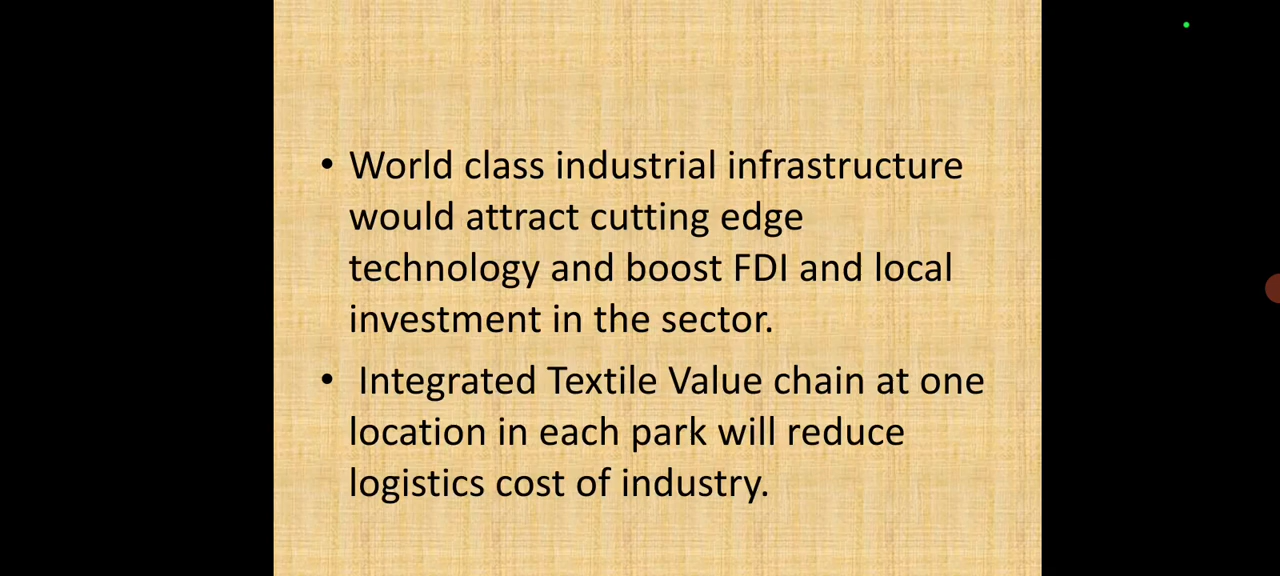 • World class industrial infrastructure
would attract cutting edge
technology and boost FDI and local
investment in the sector.
• Integrated Textile Value chain at one
location in each park will reduce
logistics cost of industry.